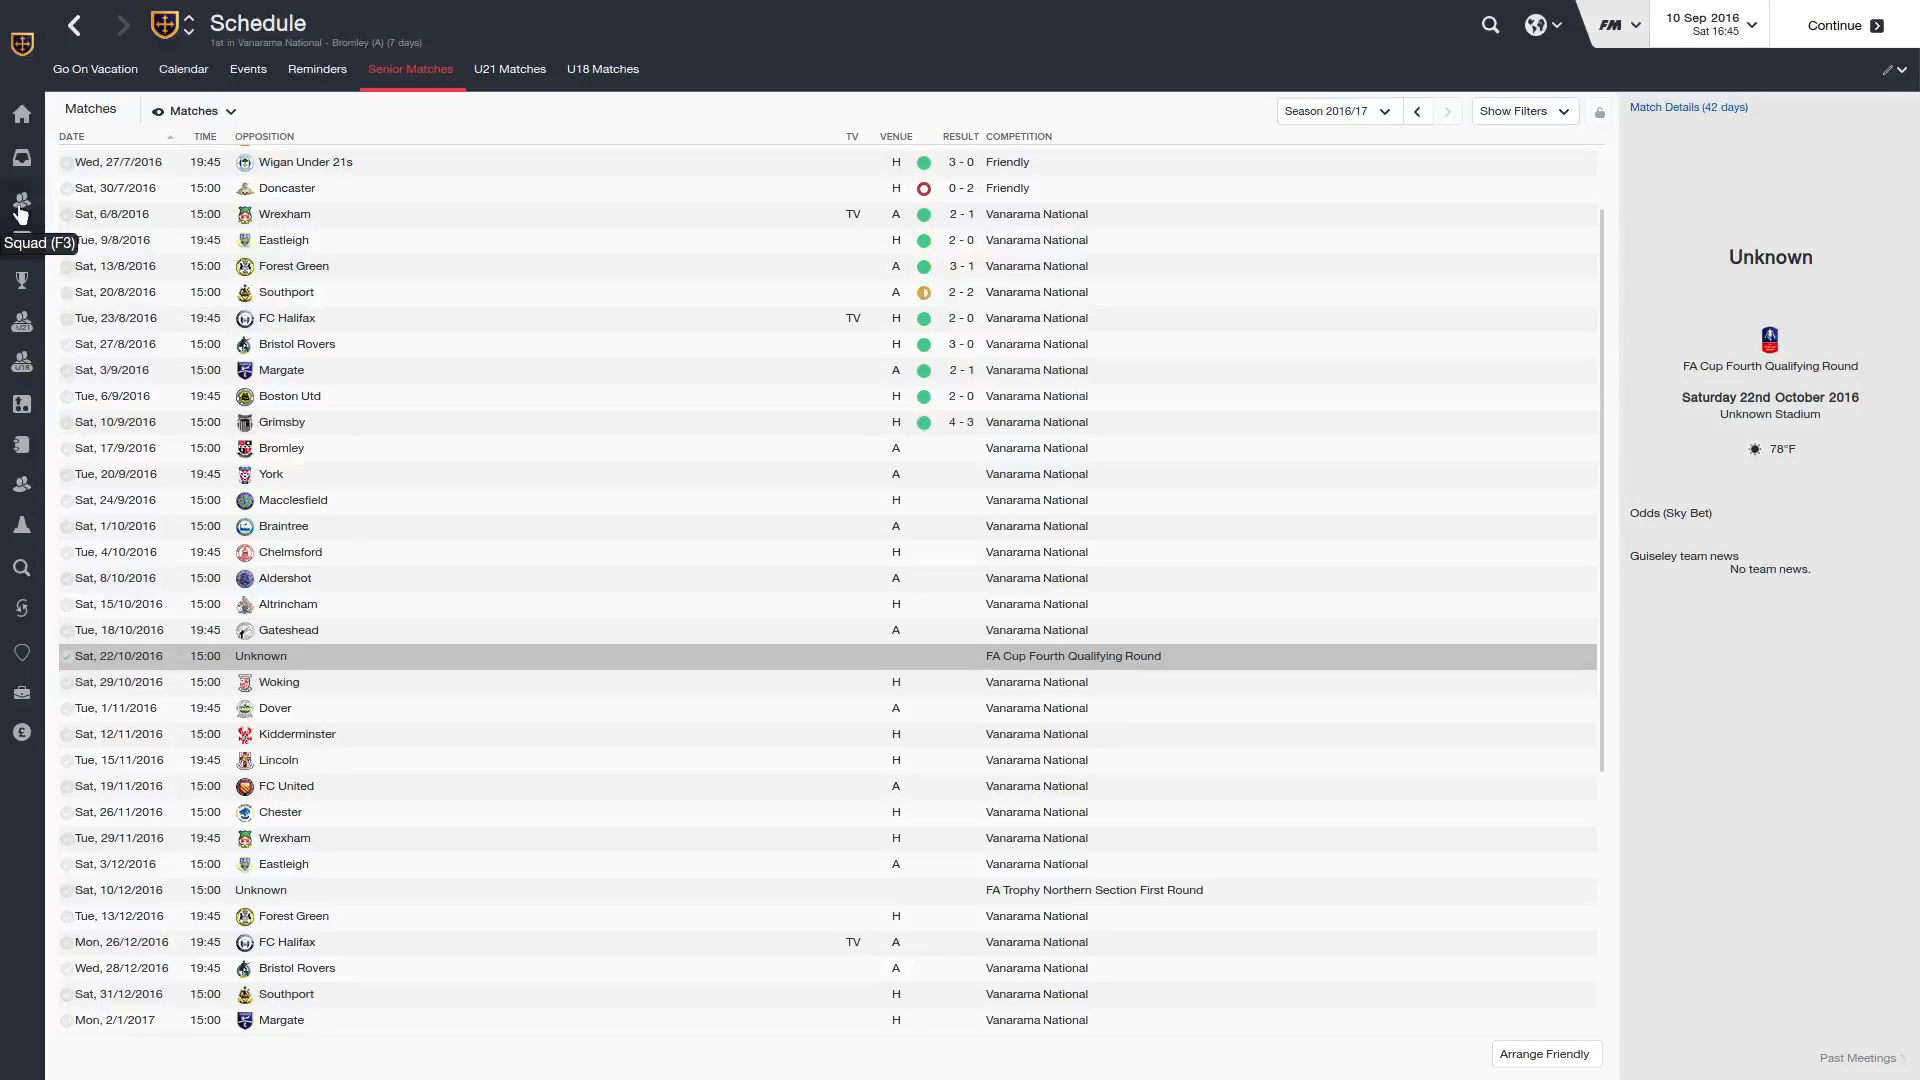 Schedule
1st in Vanarama National - Bromley (A) (7 days)
FM
10 Sep 2016
Sat 16:45
Continue
Go On Vacation Calendar Events Reminders Senior Matches U21 Matches U18 Matches
Matches Matches Season 2016/17 Show Filters
DATE TIME OPPOSITION TV VENUE RESULT COMPETITION
Wed, 27/7/2016 19:45 Wigan Under 21s H 3 - 0 Friendly
Sat, 30/7/2016 15:00 Doncaster H 0 - 2 Friendly
Sat, 6/8/2016 15:00 Wrexham TV A 2 - 1 Vanarama National
Squad (F3)
Tue, 9/8/2016 19:45 Eastleigh H 2 - 0 Vanarama National
Sat, 13/8/2016 15:00 Forest Green A 3 - 1 Vanarama National
Sat, 20/8/2016 15:00 Southport A 2 - 2 Vanarama National
Tue, 23/8/2016 19:45 FC Halifax TV H 2 - 0 Vanarama National
Sat, 27/8/2016 15:00 Bristol Rovers H 3 - 0 Vanarama National
Sat, 3/9/2016 15:00 Margate A 2 - 1 Vanarama National
Tue, 6/9/2016 19:45 Boston Utd H 2 - 0 Vanarama National
Sat, 10/9/2016 15:00 Grimsby H 4 - 3 Vanarama National
Sat, 17/9/2016 15:00 Bromley A Vanarama National
Tue, 20/9/2016 19:45 York A Vanarama National
Sat, 24/9/2016 15:00 Macclesfield H Vanarama National
Sat, 1/10/2016 15:00 Braintree A Vanarama National
Tue, 4/10/2016 19:45 Chelmsford H Vanarama National
Sat, 8/10/2016 15:00 Aldershot A Vanarama National
Sat, 15/10/2016 15:00 Altrincham H Vanarama National
Tue, 18/10/2016 19:45 Gateshead A Vanarama National
Sat, 22/10/2016 15:00 Unknown FA Cup Fourth Qualifying Round
Sat, 29/10/2016 15:00 Woking H Vanarama National
Tue, 1/11/2016 19:45 Dover A Vanarama National
Sat, 12/11/2016 15:00 Kidderminster H Vanarama National
Tue, 15/11/2016 19:45 Lincoln H Vanarama National
Sat, 19/11/2016 15:00 FC United A Vanarama National
Sat, 26/11/2016 15:00 Chester H Vanarama National
Tue, 29/11/2016 19:45 Wrexham H Vanarama National
Sat, 3/12/2016 15:00 Eastleigh A Vanarama National
Sat, 10/12/2016 15:00 Unknown FA Trophy Northern Section First Round
Tue, 13/12/2016 19:45 Forest Green H Vanarama National
Mon, 26/12/2016 19:45 FC Halifax TV A Vanarama National
Wed, 28/12/2016 19:45 Bristol Rovers A Vanarama National
Sat, 31/12/2016 15:00 Southport H Vanarama National
Mon, 2/1/2017 15:00 Margate H Vanarama National
Arrange Friendly
U21
U18
Match Details (42 days)
Unknown
FA Cup Fourth Qualifying Round
Saturday 22nd October 2016
Unknown Stadium
78°F
Odds (Sky Bet)
Guiseley team news
No team news.
Past Meetings